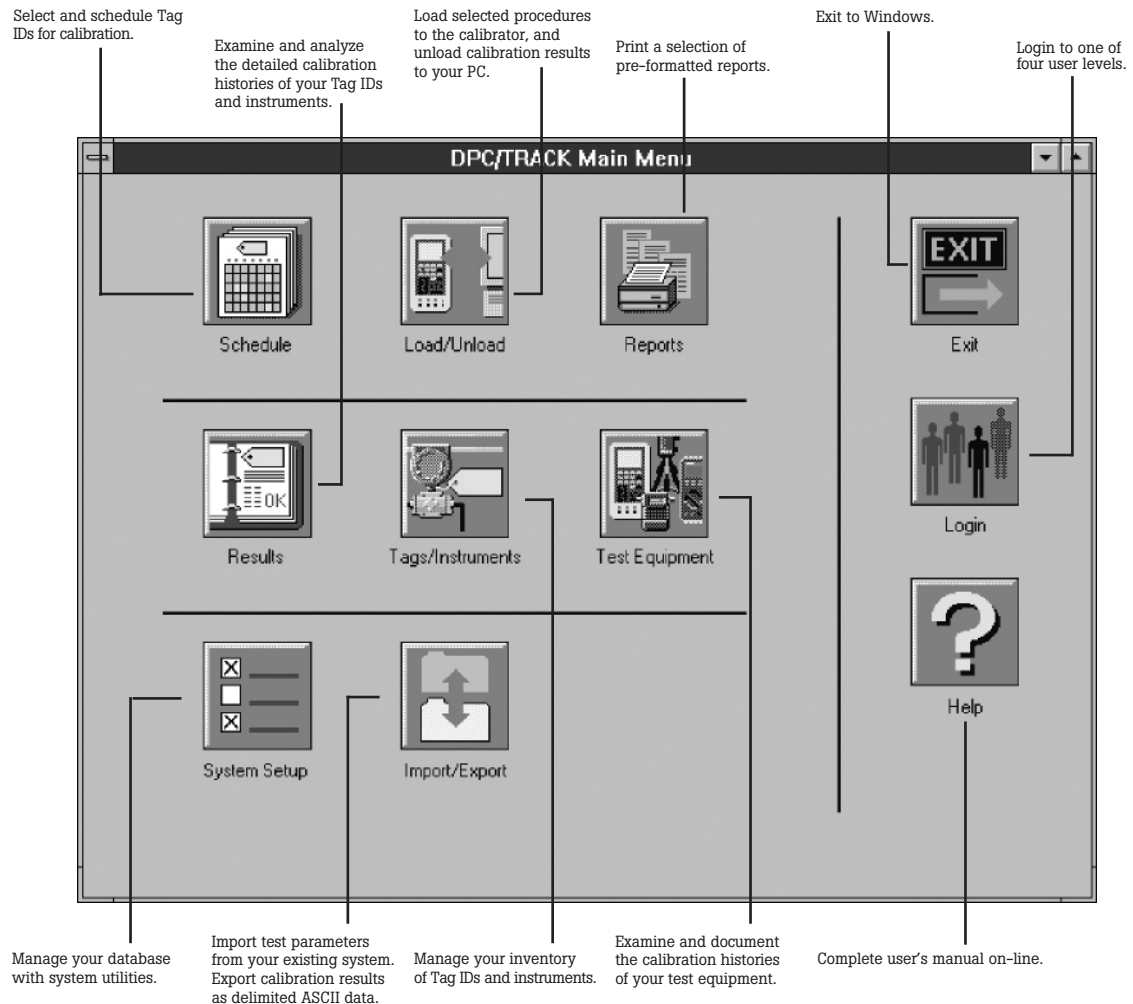 Select and schedule Tag
IDs for calibration.
Examine and analyze
the detailed calibration
histories of your Tag IDs
and instruments.
Load selected procedures
to the calibrator, and
unload calibration results
to your PC.
Print a selection of
pre-formatted reports.
Exit to Windows.
Login to one of
four user levels.
DPC/TRACK Main Menu
Schedule
Load/Unload
Reports
EXIT
Exit
OK
Results
Tags/Instruments
Test Equipment
Login
?
Help
System Setup
Import/Export
Manage your database
with system utilities.
Import test parameters
from your existing system.
Export calibration results
as delimited ASCII data.
Manage your inventory
of Tag IDs and instruments.
Examine and document
the calibration histories
of your test equipment.
Complete user's manual on-line.